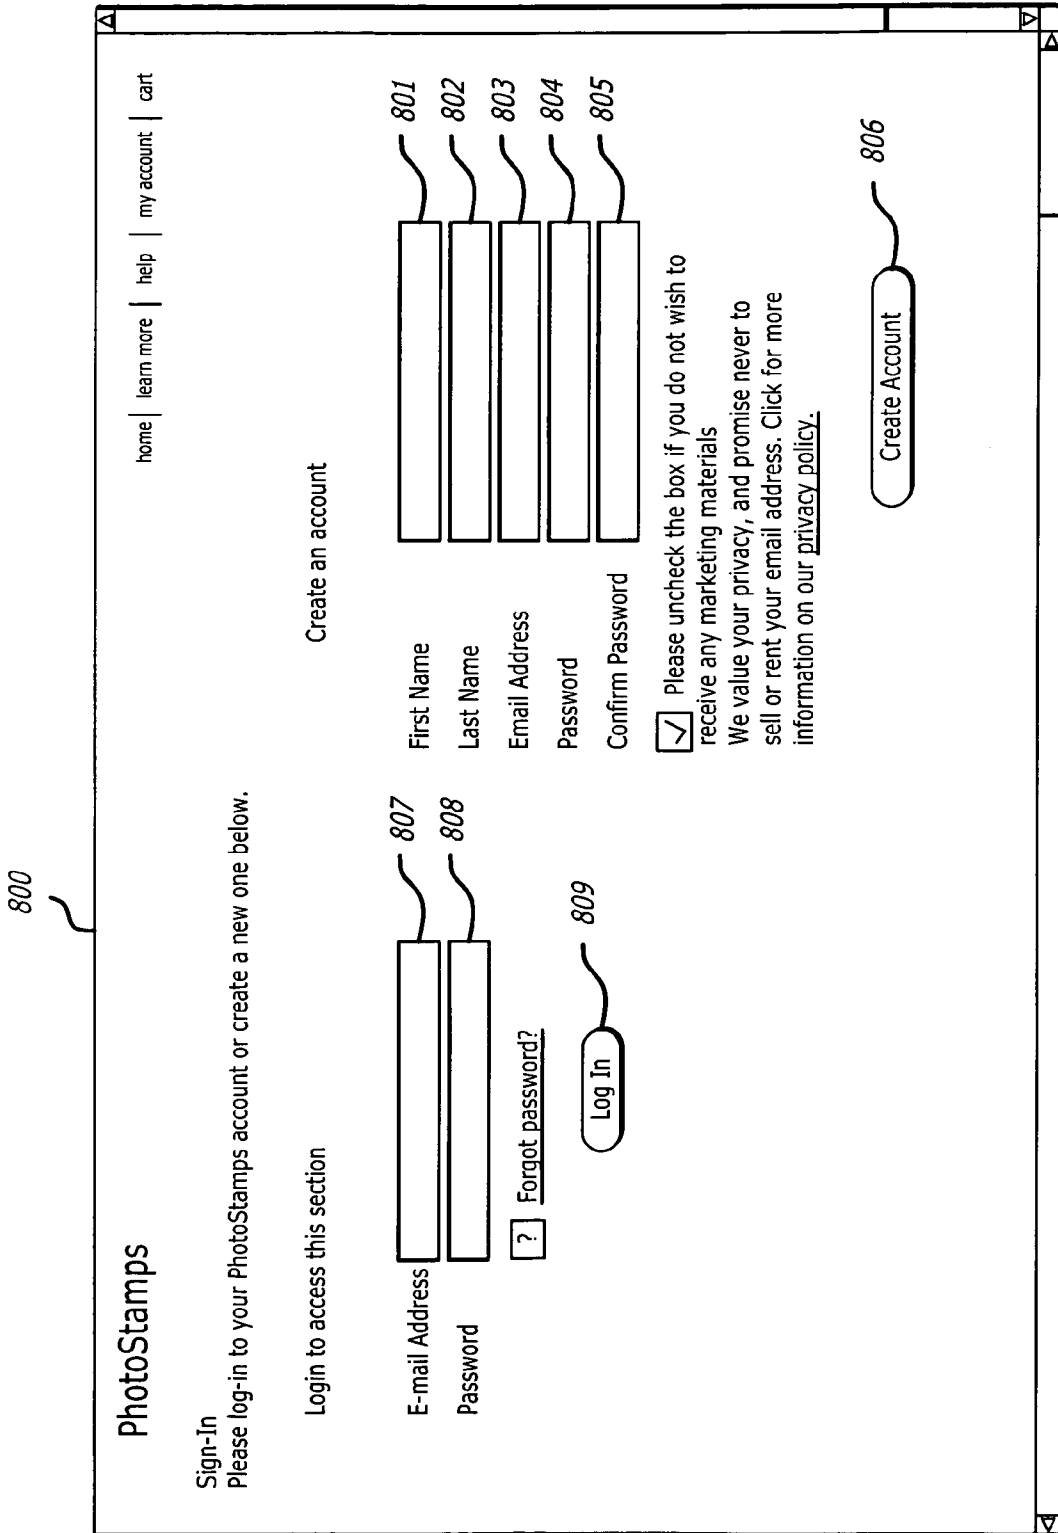 800
PhotoStamps
home | learn more | help | my account | cart
Sign-In
Please log-in to your PhotoStamps account or create a new one below.
Login to access this section
E-mail Address 807
Password 808
? Forgot password?
Log In 809
Create an account
First Name 801
Last Name 802
Email Address 803
Password 804
Confirm Password 805
Please uncheck the box if you do not wish to
receive any marketing materials
We value your privacy, and promise never to
sell or rent your email address. Click for more
information on our privacy policy.
Create Account 806